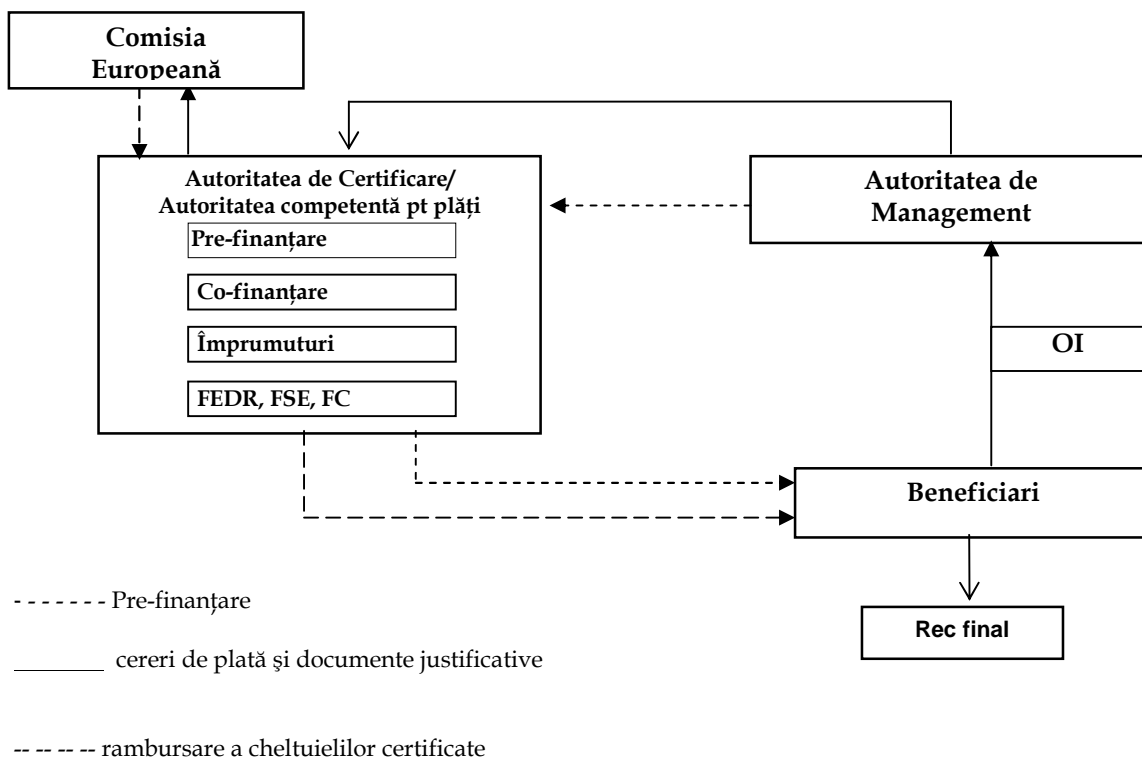 Comisia
Europeană
Autoritatea de Certificare/
Autoritatea competentă pt plăți
Pre-finanțare
Co-finanțare
Împrumuturi
FEDR, FSE, FC
Autoritatea de
Management
OI
Beneficiari
Rec final
- - - - - - - Pre-finanțare
________ cereri de plată şi documente justificative
-- -- -- -- rambursare a cheltuielilor certificate